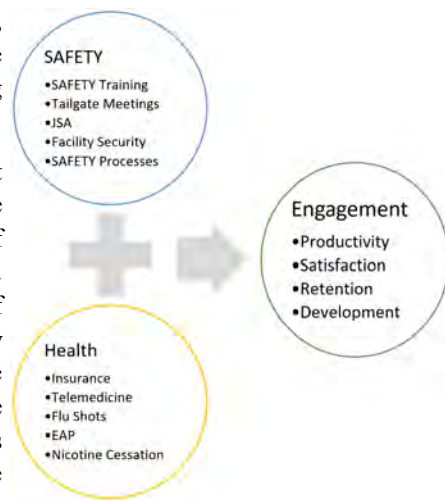 SAFETY
•SAFETY Training
•Tailgate Meetings
•JSA
•Facility Security
•SAFETY Processes
Engagement
•Productivity
•Satisfaction
•Retention
•Development
Health
•Insurance
•Telemedicine
•Flu Shots
•EAP
•Nicotine Cessation